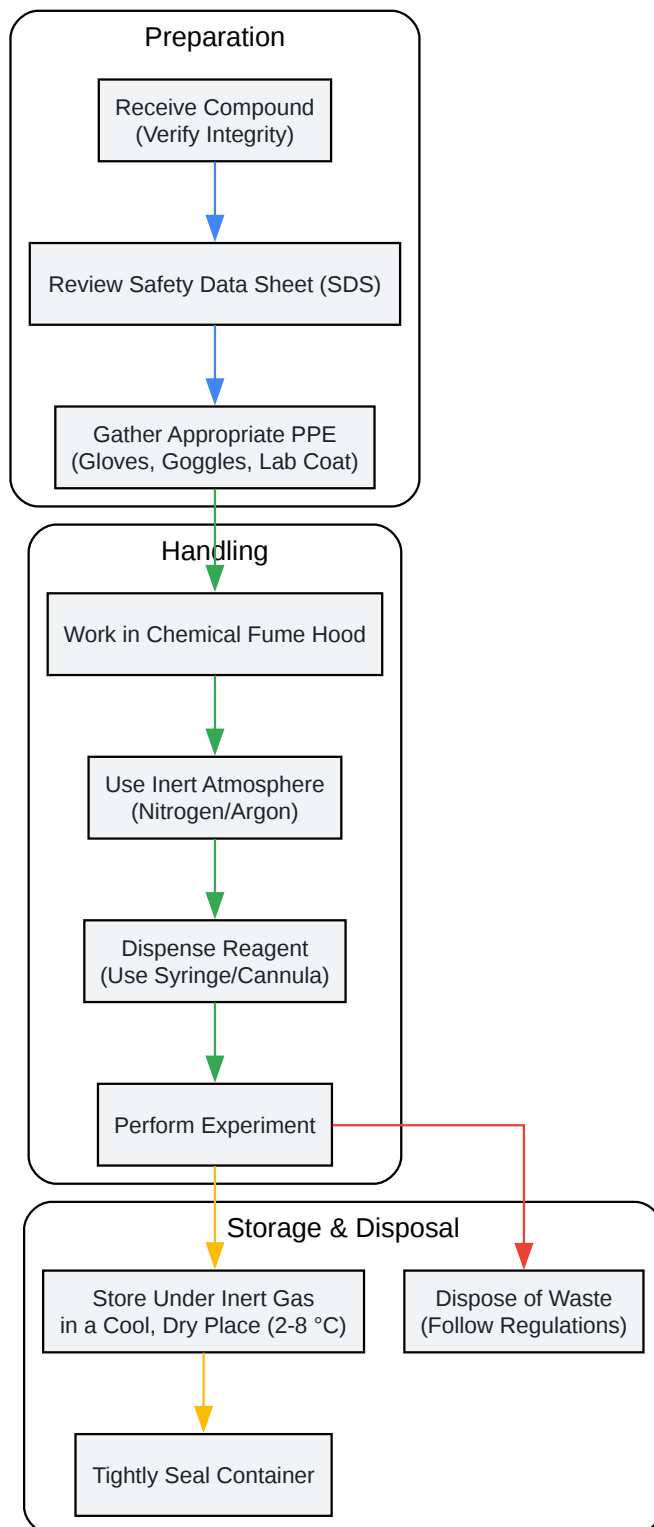 Preparation
Receive Compound
(Verify Integrity)
Review Safety Data Sheet (SDS)
Gather Appropriate PPE
(Gloves, Goggles, Lab Coat)
Handling
Work in Chemical Fume Hood
Use Inert Atmosphere
(Nitrogen/Argon)
Dispense Reagent
(Use Syringe/Cannula)
Perform Experiment
Storage & Disposal
Store Under Inert Gas
in a Cool, Dry Place (2-8 °C)
Dispose of Waste
(Follow Regulations)
Tightly Seal Container